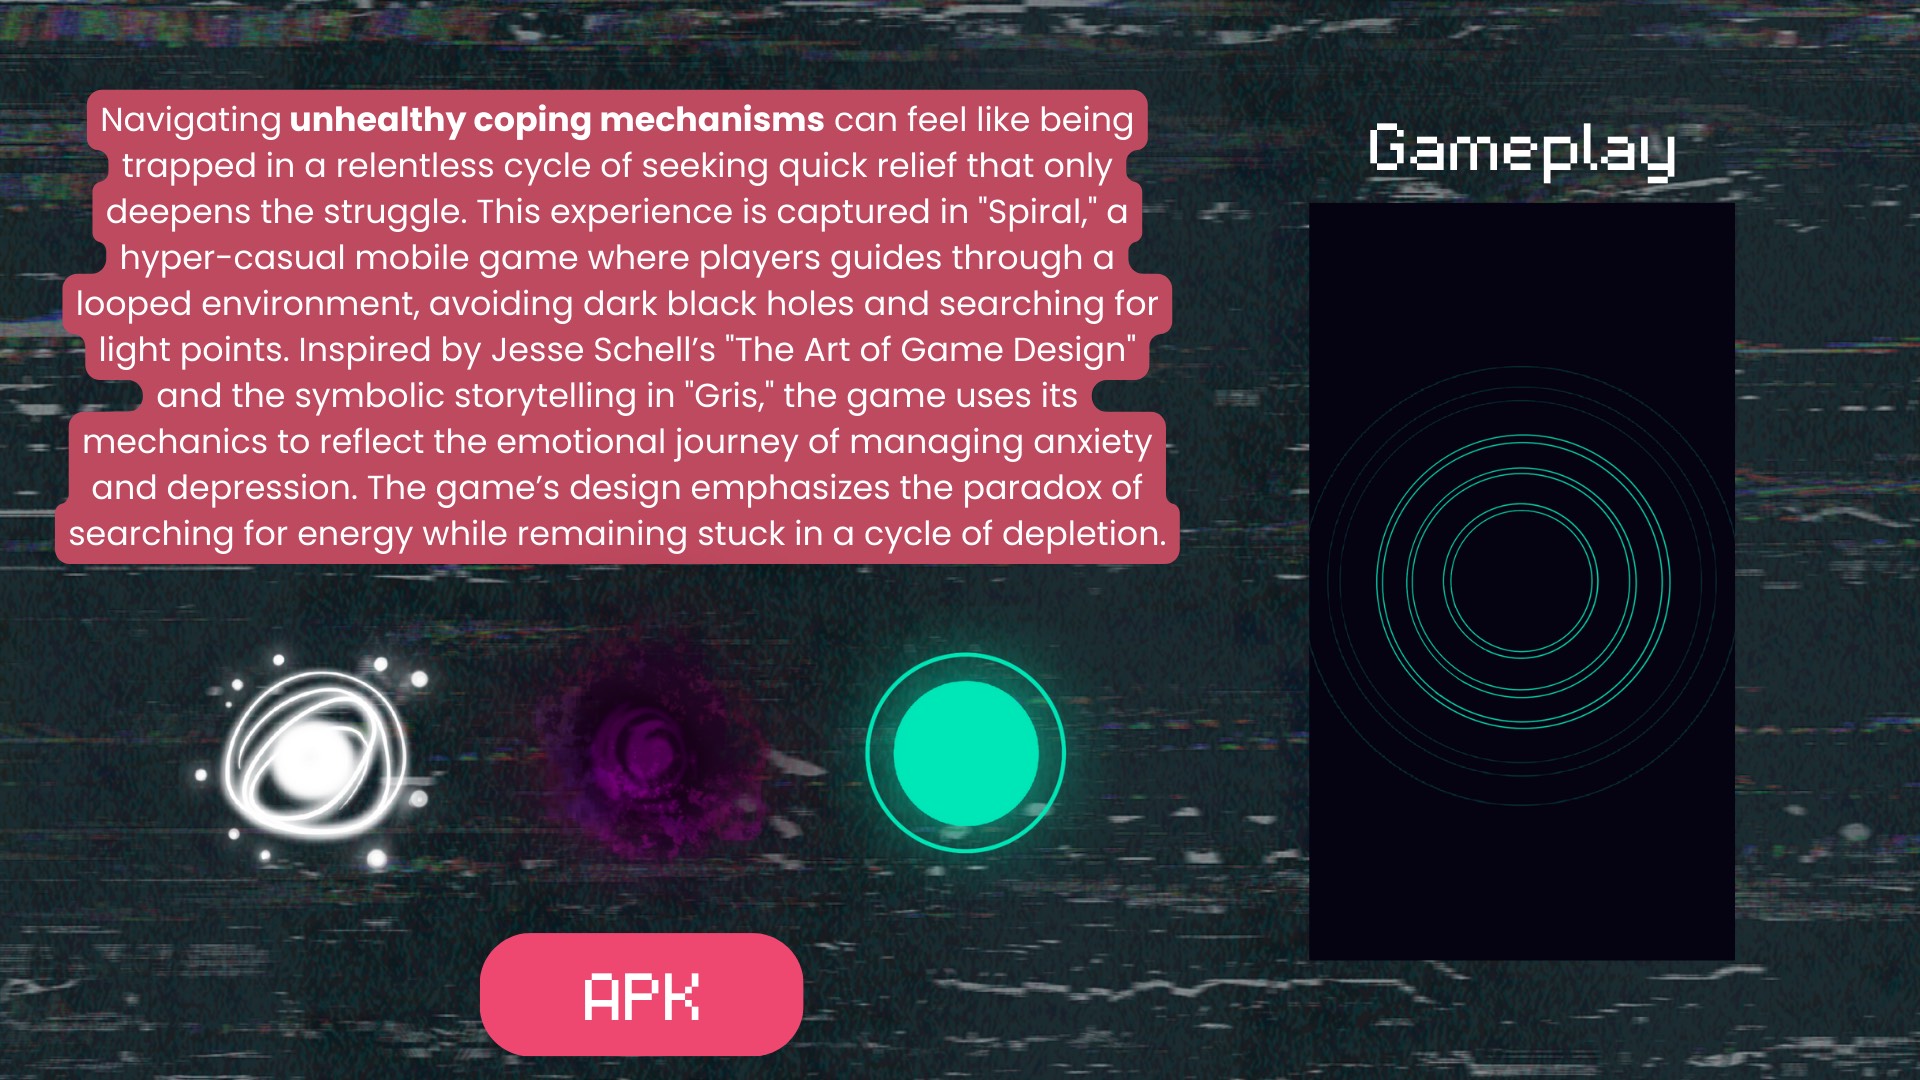 Navigating unhealthy coping mechanisms can feel like being
trapped in a relentless cycle of seeking quick relief that only
deepens the struggle. This experience is captured in "Spiral," a
hyper-casual mobile game where players guides through a
looped environment, avoiding dark black holes and searching for
light points. Inspired by Jesse Schell’s "The Art of Game Design"
and the symbolic storytelling in "Gris," the game uses its
mechanics to reflect the emotional journey of managing anxiety
and depression. The game’s design emphasizes the paradox of
searching for energy while remaining stuck in a cycle of depletion.
Gameplay
APK